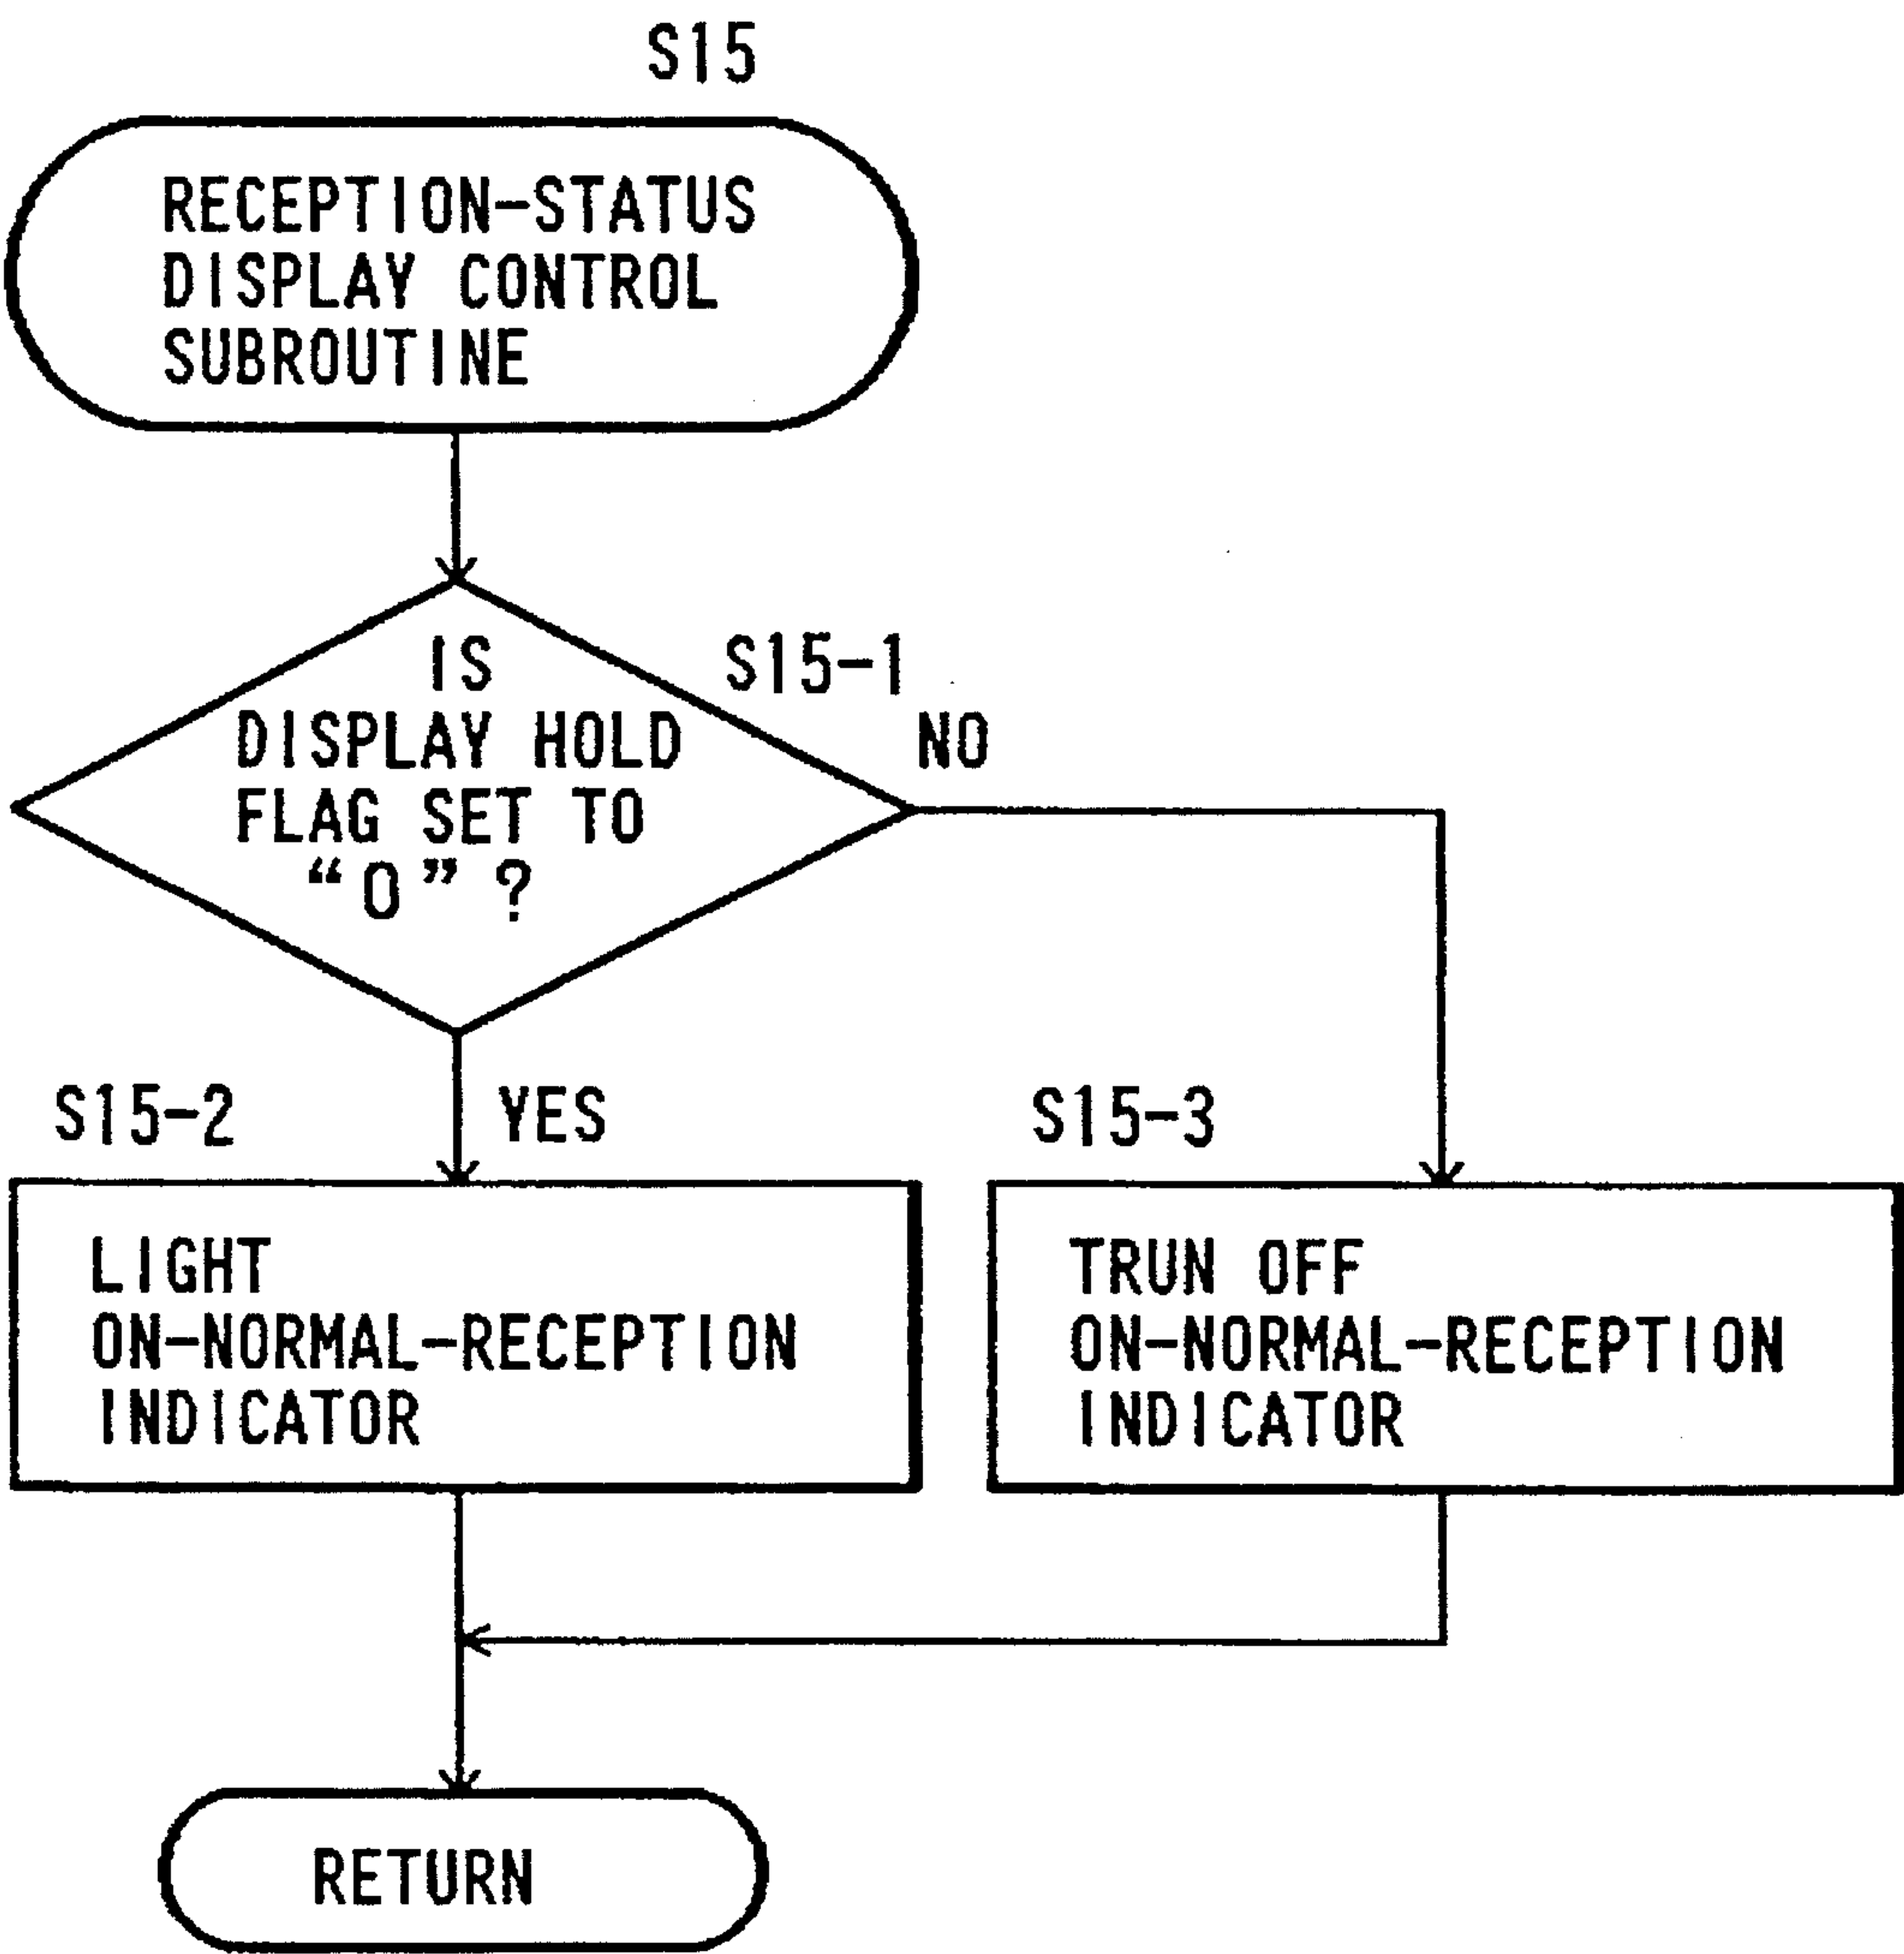 S15
RECEPTION-STATUS
DISPLAY CONTROL
SUBROUTINE
IS
DISPLAY HOLD
FLAG SET TO
“0” ?
S15-1
NO
S15-2
YES
S15-3
LIGHT
ON-NORMAL-RECEPTION
INDICATOR
TRUN OFF
ON-NORMAL-RECEPTION
INDICATOR
RETURN